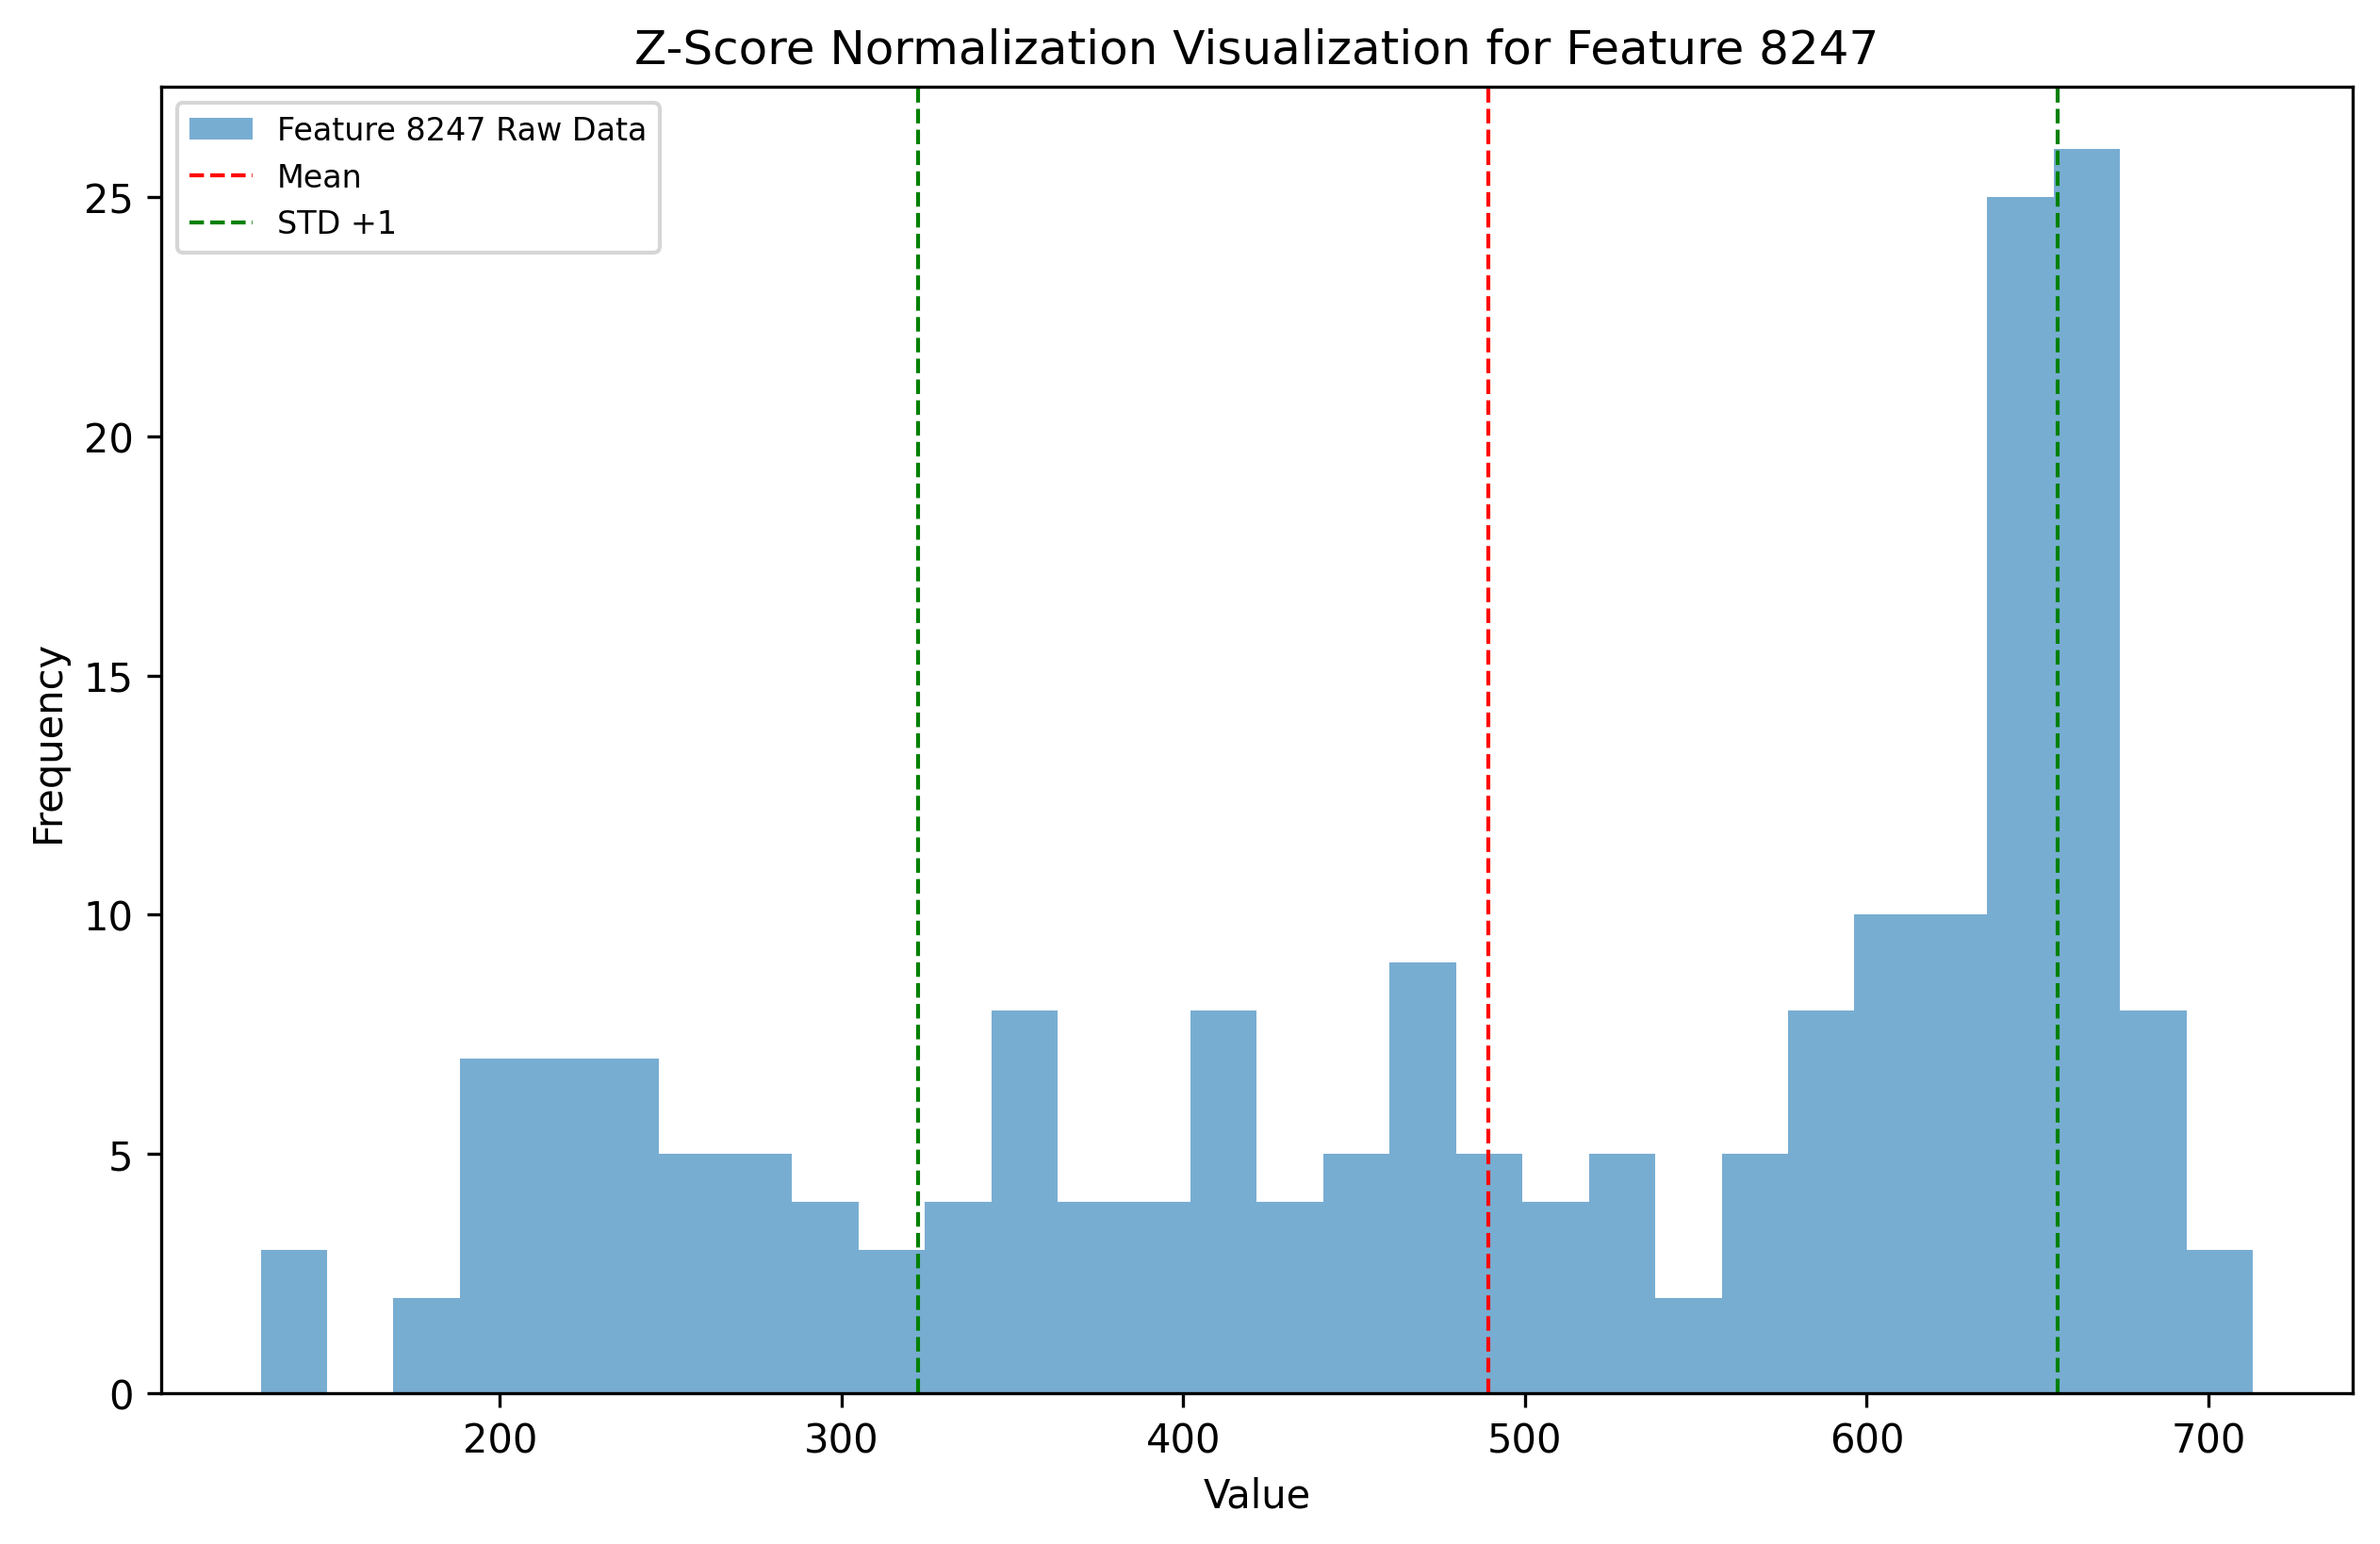 Z-Score Normalization Visualization for Feature 8247
Feature 8247 Raw Data
Mean
STD +1
25
20
15
10
5
0
Frequency
200 300 400 500 600 700
Value